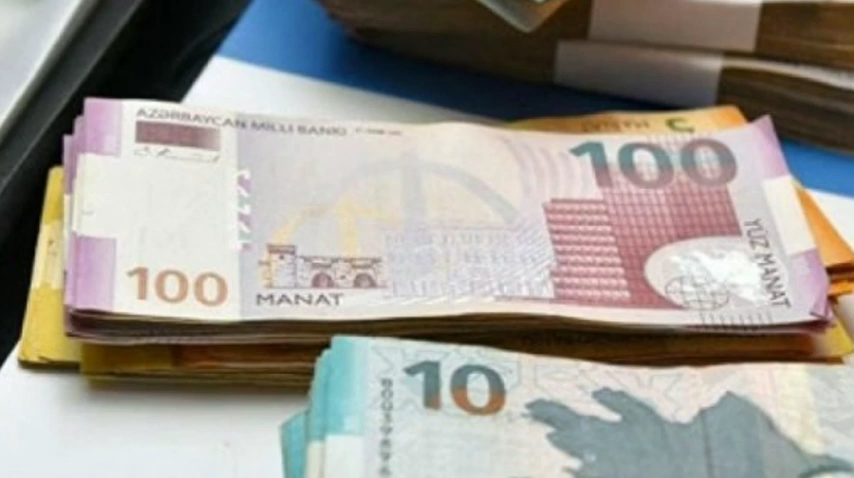 AZƏRBAYCAN MİLLİ BANKI
100
100
MANAT
YÜZ MANAT
10